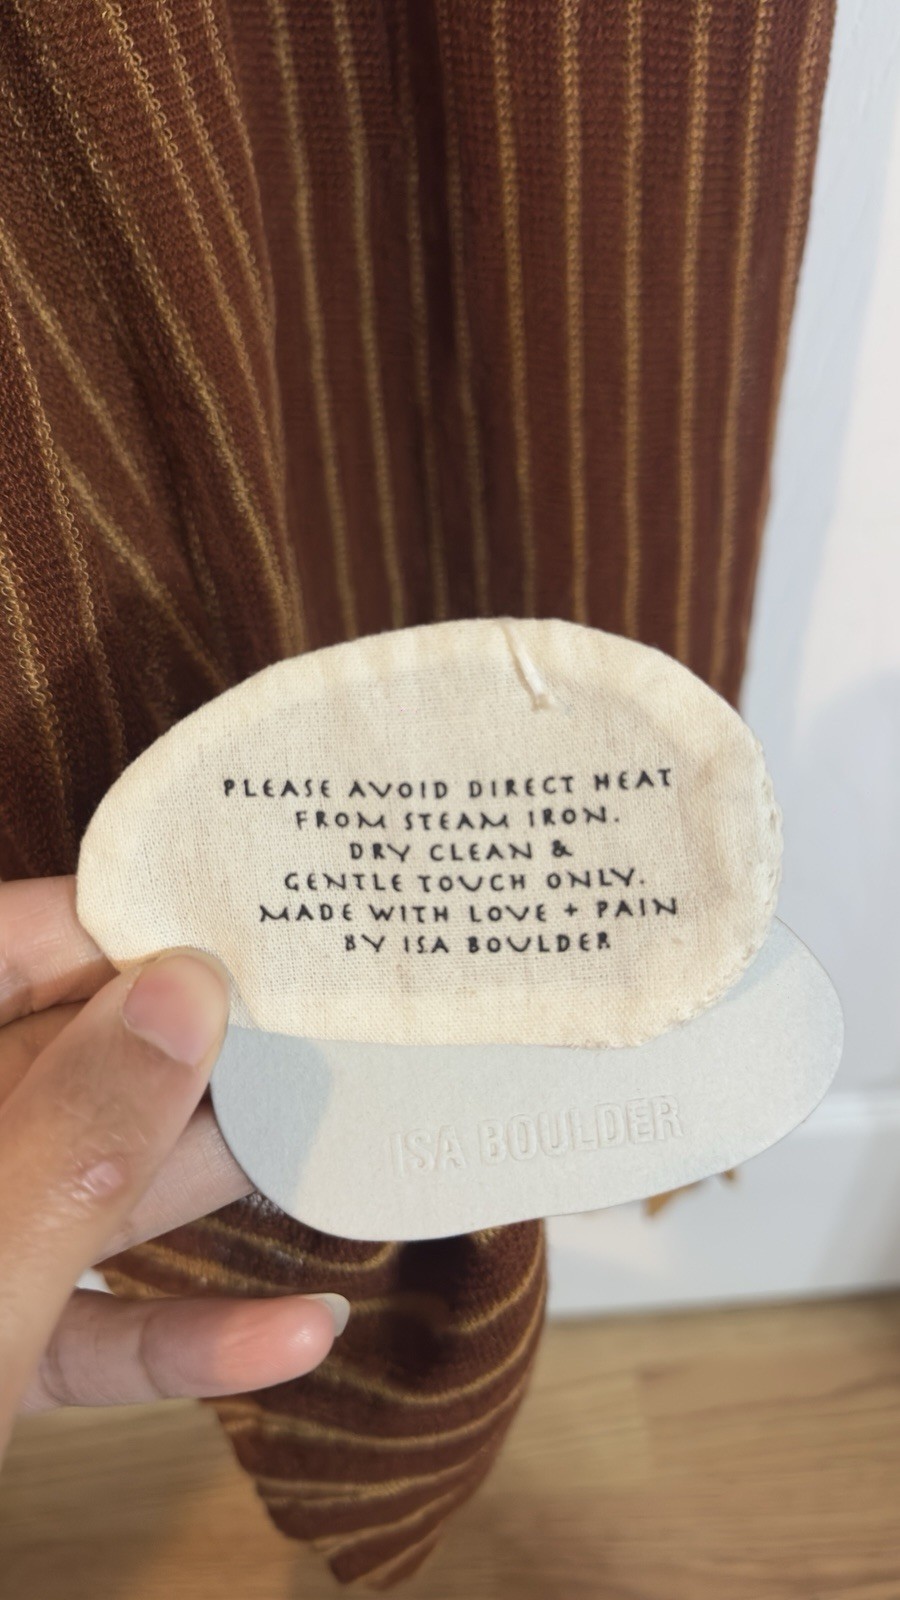 PLEASE AVOID DIRECT HEAT
FROM STEAM IRON.
DRY CLEAN &
GENTLE TOUCH ONLY.
MADE WITH LOVE + PAIN
BY ISA BOULDER
ISA BOULDER